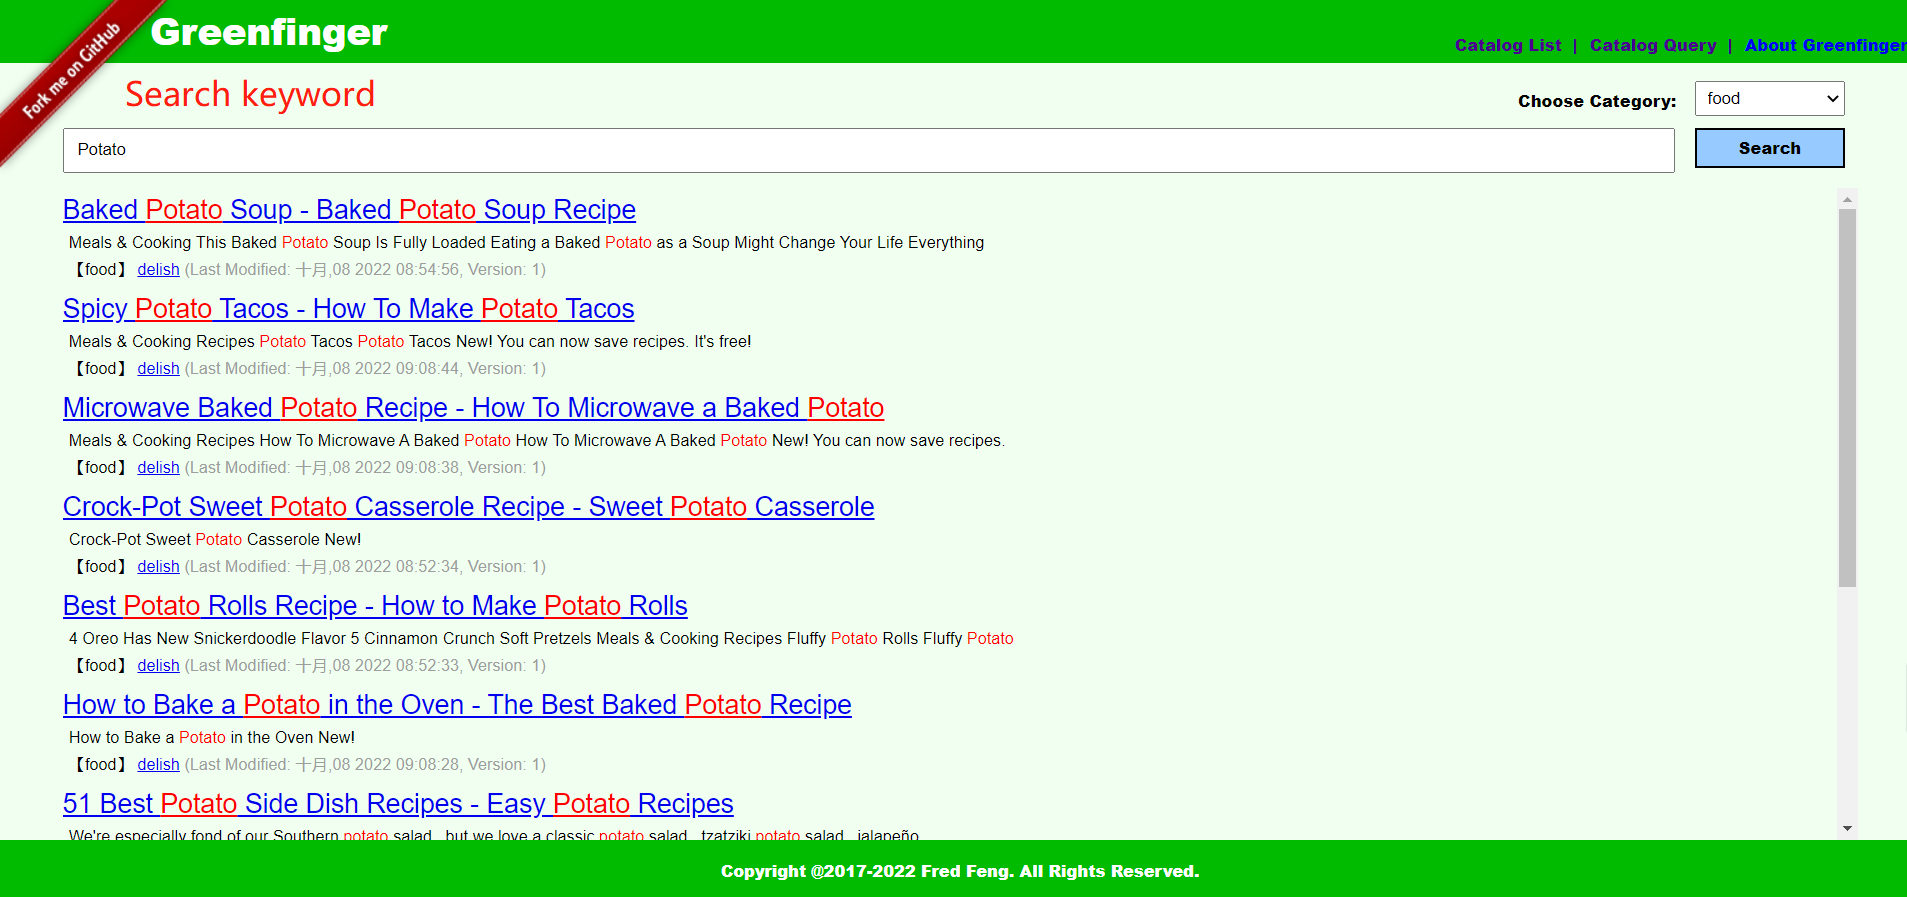 Fork me on GitHub
Greenfinger
Catalog List | Catalog Query | About Greenfinger
Search keyword
Choose Category: food
Potato
Search
Baked Potato Soup - Baked Potato Soup Recipe
Meals & Cooking This Baked Potato Soup Is Fully Loaded Eating a Baked Potato as a Soup Might Change Your Life Everything
【food】 delish (Last Modified: 十月,08 2022 08:54:56, Version: 1)
Spicy Potato Tacos - How To Make Potato Tacos
Meals & Cooking Recipes Potato Tacos Potato Tacos New! You can now save recipes. It's free!
【food】 delish (Last Modified: 十月,08 2022 09:08:44, Version: 1)
Microwave Baked Potato Recipe - How To Microwave a Baked Potato
Meals & Cooking Recipes How To Microwave A Baked Potato How To Microwave A Baked Potato New! You can now save recipes.
【food】 delish (Last Modified: 十月,08 2022 09:08:38, Version: 1)
Crock-Pot Sweet Potato Casserole Recipe - Sweet Potato Casserole
Crock-Pot Sweet Potato Casserole New!
【food】 delish (Last Modified: 十月,08 2022 08:52:34, Version: 1)
Best Potato Rolls Recipe - How to Make Potato Rolls
4 Oreo Has New Snickerdoodle Flavor 5 Cinnamon Crunch Soft Pretzels Meals & Cooking Recipes Fluffy Potato Rolls Fluffy Potato
【food】 delish (Last Modified: 十月,08 2022 08:52:33, Version: 1)
How to Bake a Potato in the Oven - The Best Baked Potato Recipe
How to Bake a Potato in the Oven New!
【food】 delish (Last Modified: 十月,08 2022 09:08:28, Version: 1)
51 Best Potato Side Dish Recipes - Easy Potato Recipes
We're especially fond of our Southern potato salad , but we love a classic potato salad , tzatziki potato salad , jalapeño
Copyright @2017-2022 Fred Feng. All Rights Reserved.